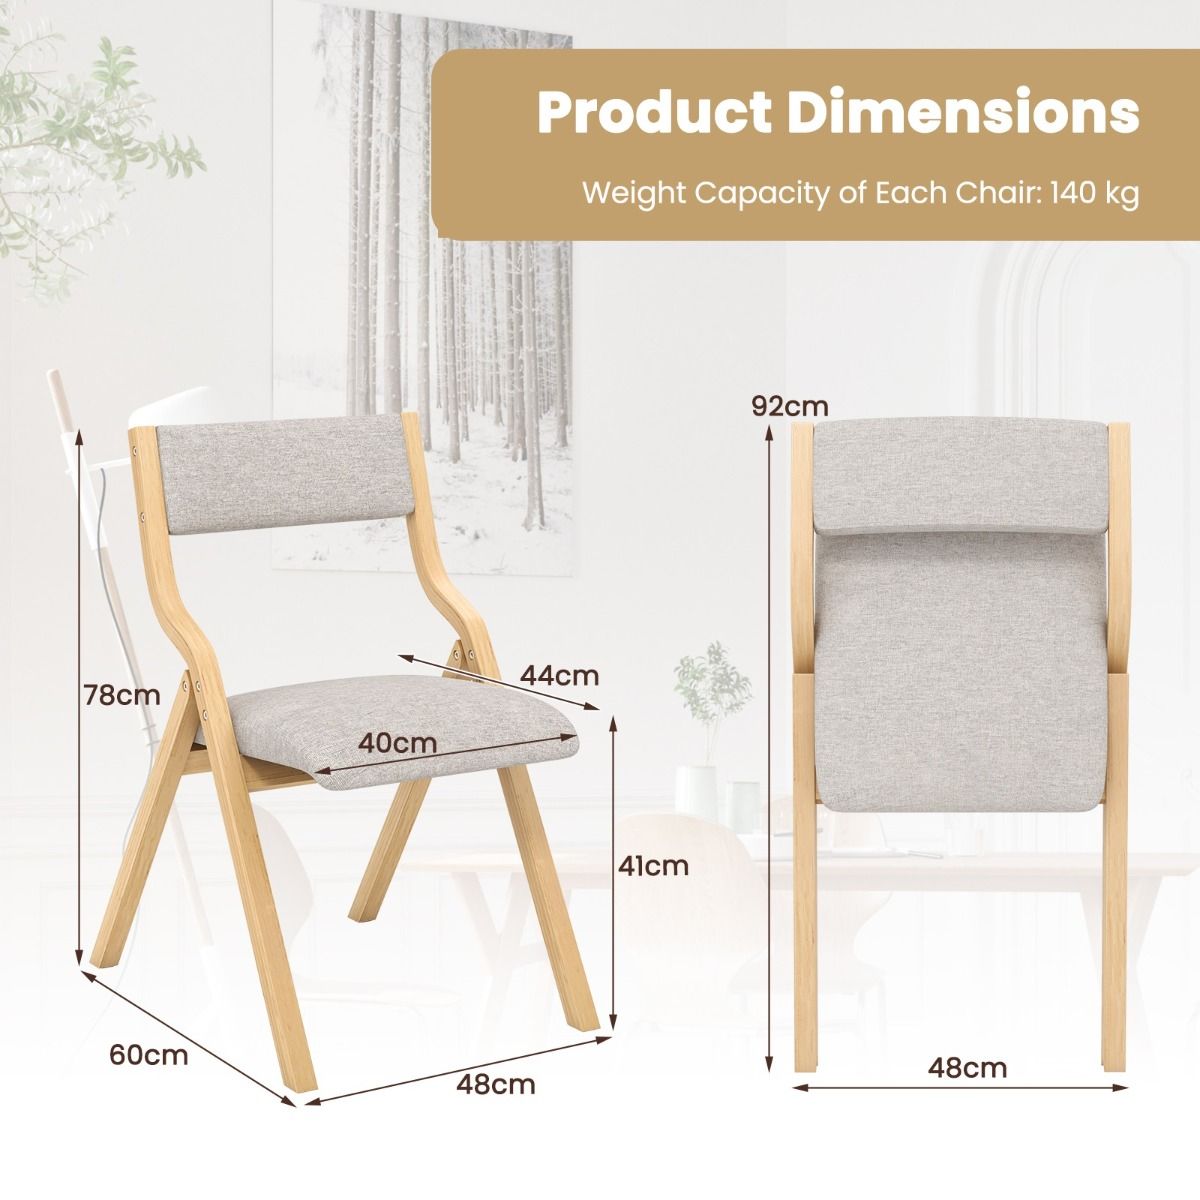 Product Dimensions
Weight Capacity of Each Chair: 140 kg
92cm
78cm
44cm
40cm
41cm
60cm
48cm
48cm